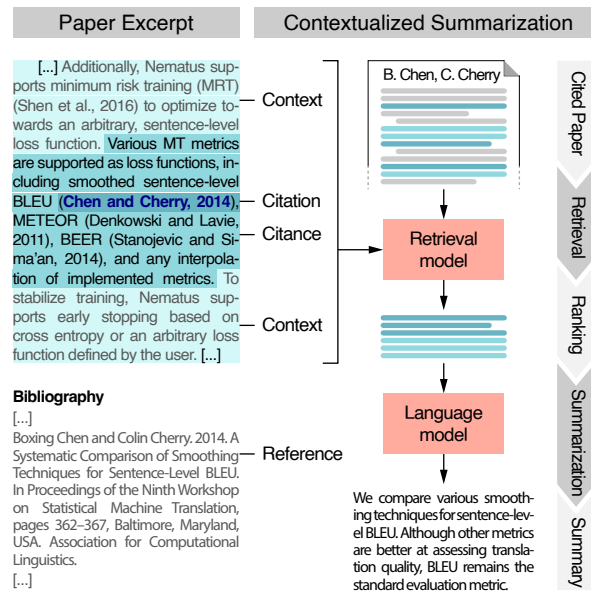 Paper Excerpt
Contextualized Summarization
[...] Additionally, Nematus sup-
ports minimum risk training (MRT)
(Shen et al., 2016) to optimize to-
wards an arbitrary, sentence-level
loss function. Various MT metrics
are supported as loss functions, in-
cluding smoothed sentence-level
BLEU (Chen and Cherry, 2014),
METEOR (Denkowski and Lavie,
2011), BEER (Stanojevic and Si-
ma'an, 2014), and any interpola-
tion of implemented metrics. To
stabilize training, Nematus sup-
ports early stopping based on
cross entropy or an arbitrary loss
function defined by the user. [...]
Bibliography
[...]
Boxing Chen and Colin Cherry. 2014. A
Systematic Comparison of Smoothing
Techniques for Sentence-Level BLEU.
In Proceedings of the Ninth Workshop
on Statistical Machine Translation,
pages 362–367, Baltimore, Maryland,
USA. Association for Computational
Linguistics.
[...]
Context
Citation
Citance
Context
Reference
B. Chen, C. Cherry
Retrieval
model
Language
model
We compare various smooth-
ing techniques for sentence-lev-
el BLEU. Although other metrics
are better at assessing transla-
tion quality, BLEU remains the
standard evaluation metric.
Cited Paper
Retrieval
Ranking
Summarization
Summary